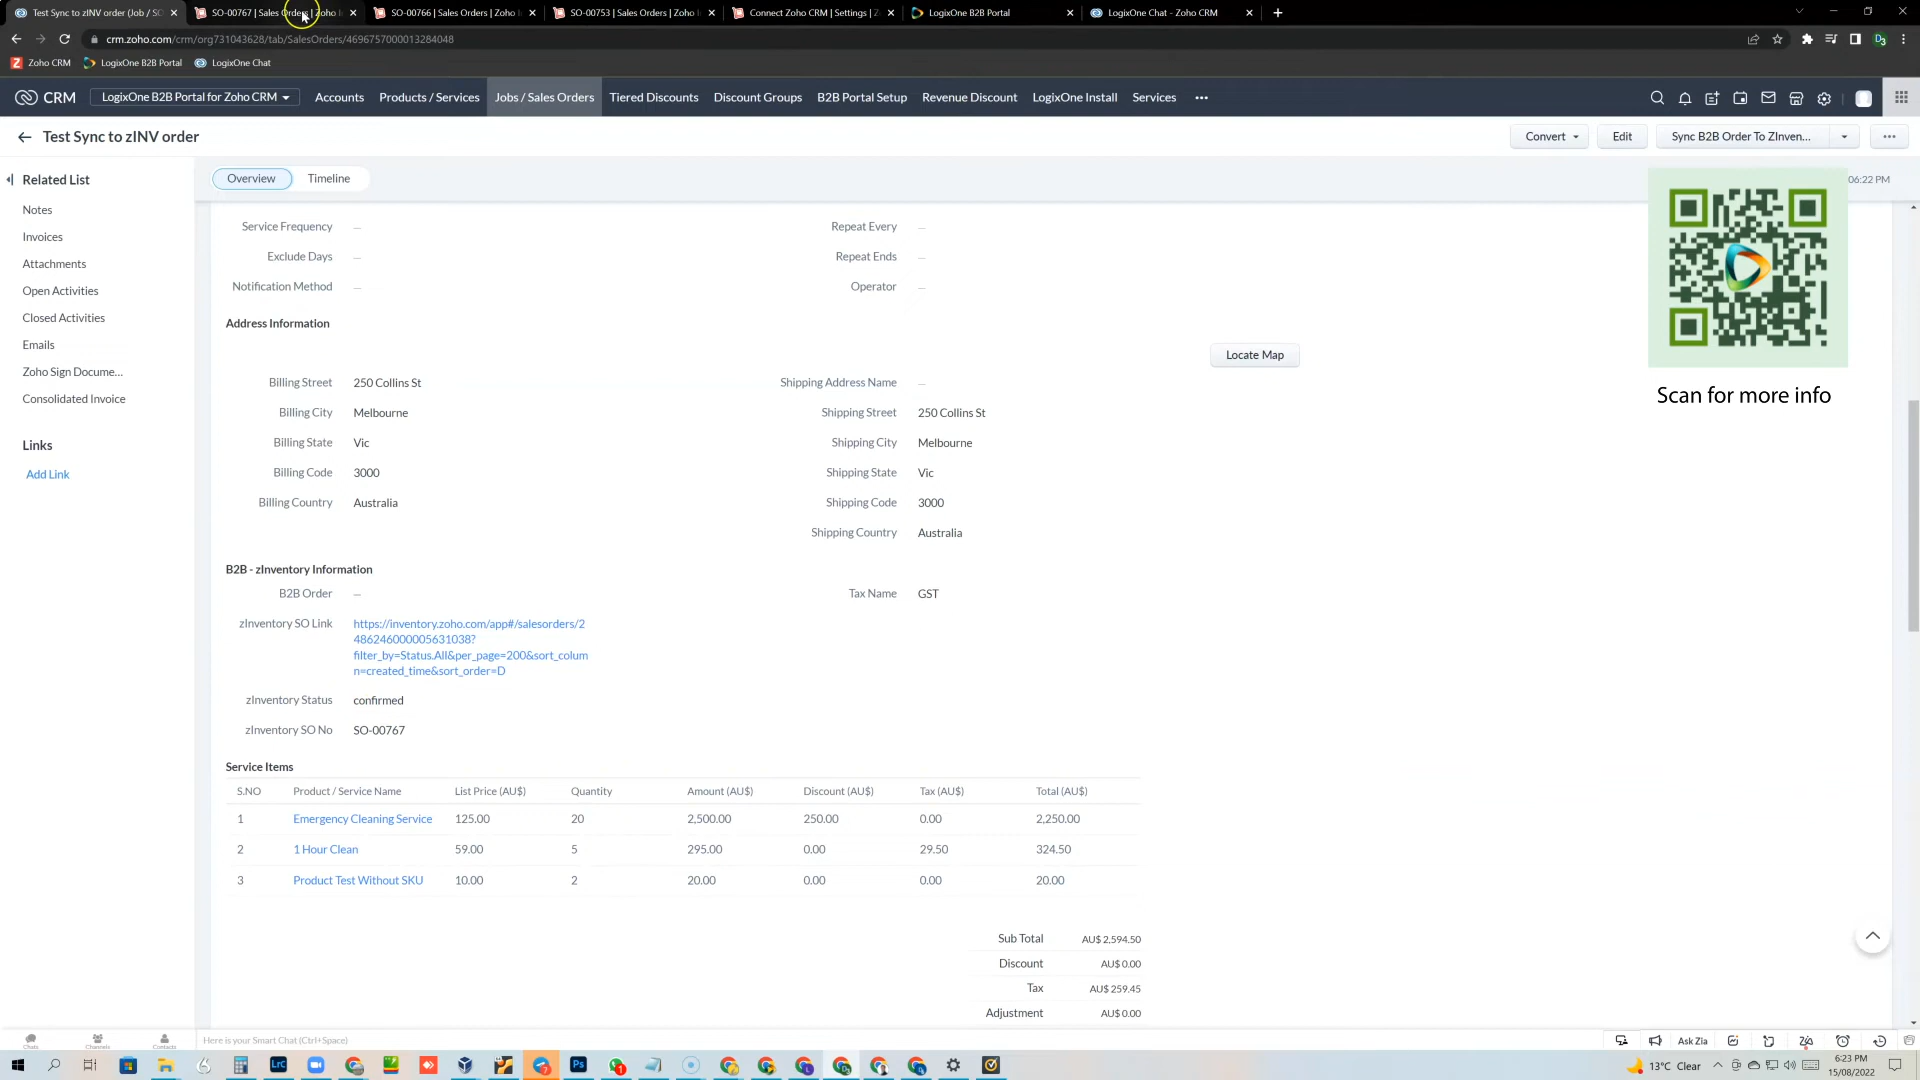 Test Sync to zINV order (Job / SO
SO-00767 | Sales Orders | Zoho I
SO-00766 | Sales Orders | Zoho I
SO-00753 | Sales Orders | Zoho I
Connect Zoho CRM | Settings | Z
LogixOne B2B Portal
LogixOne Chat - Zoho CRM
crm.zoho.com/crm/org731043628/tab/SalesOrders/4696757000013284048
Zoho CRM
LogixOne B2B Portal
LogixOne Chat
CRM
LogixOne B2B Portal for Zoho CRM
Accounts
Products / Services
Jobs / Sales Orders
Tiered Discounts
Discount Groups
B2B Portal Setup
Revenue Discount
LogixOne Install
Services
Test Sync to zINV order
Convert
Edit
Sync B2B Order To ZInven...
Related List
Overview
Timeline
06:22 PM
Notes
Invoices
Attachments
Open Activities
Closed Activities
Emails
Zoho Sign Docume...
Consolidated Invoice
Links
Add Link
Service Frequency —
Repeat Every —
Exclude Days —
Repeat Ends —
Notification Method —
Operator —
Address Information
Locate Map
Scan for more info
Billing Street 250 Collins St
Shipping Address Name —
Billing City Melbourne
Shipping Street 250 Collins St
Billing State Vic
Shipping City Melbourne
Billing Code 3000
Shipping State Vic
Billing Country Australia
Shipping Code 3000
Shipping Country Australia
B2B - zInventory Information
B2B Order —
Tax Name GST
zInventory SO Link https://inventory.zoho.com/app#/salesorders/2
486246000005631038?
filter_by=Status.All&per_page=200&sort_colum
n=created_time&sort_order=D
zInventory Status confirmed
zInventory SO No SO-00767
Service Items
S.NO Product / Service Name List Price (AU$) Quantity Amount (AU$) Discount (AU$) Tax (AU$) Total (AU$)
1 Emergency Cleaning Service 125.00 20 2,500.00 250.00 0.00 2,250.00
2 1 Hour Clean 59.00 5 295.00 0.00 29.50 324.50
3 Product Test Without SKU 10.00 2 20.00 0.00 0.00 20.00
Sub Total AU$ 2,594.50
Discount AU$ 0.00
Tax AU$ 259.45
Adjustment AU$ 0.00
Chats
Channels
Contacts
Here is your Smart Chat (Ctrl+Space)
Ask Zia
13°C Clear
6:23 PM
15/08/2022